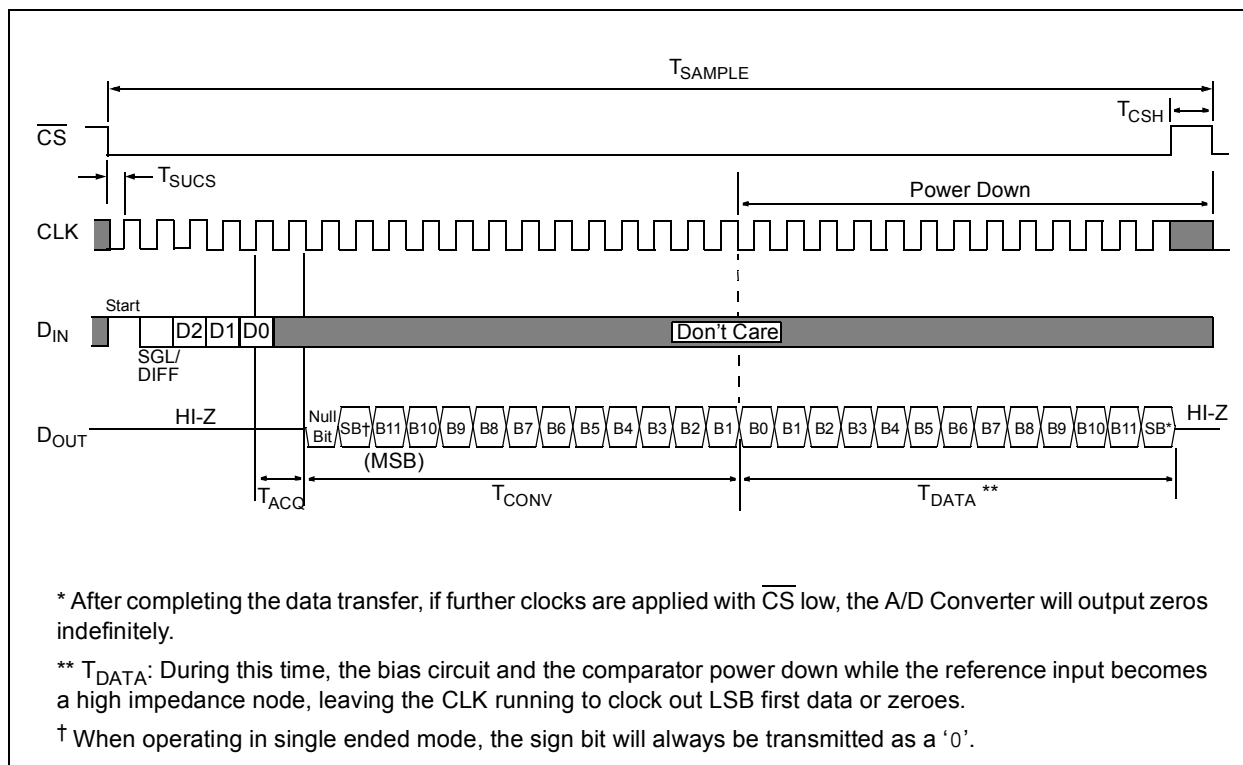 TSAMPLE
TCSH
CS
TSUCS
Power Down
CLK
Start
DIN
D2 D1 D0
Don't Care
SGL/
DIFF
HI-Z
HI-Z
DOUT
Null
Bit
SB† B11 B10 B9 B8 B7 B6 B5 B4 B3 B2 B1 B0 B1 B2 B3 B4 B5 B6 B7 B8 B9 B10 B11 SB*
(MSB)
TACQ
TCONV
TDATA **
* After completing the data transfer, if further clocks are applied with CS low, the A/D Converter will output zeros
indefinitely.
** TDATA: During this time, the bias circuit and the comparator power down while the reference input becomes
a high impedance node, leaving the CLK running to clock out LSB first data or zeroes.
† When operating in single ended mode, the sign bit will always be transmitted as a ‘0’.